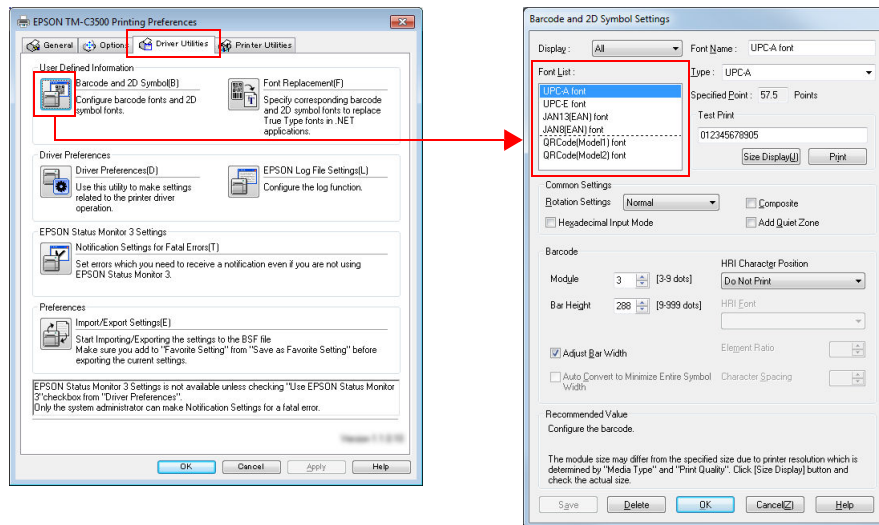 EPSON TM-C3500 Printing Preferences
General
Options
Driver Utilities
Printer Utilities
User Defined Information
Barcode and 2D Symbol(B)
Configure barcode fonts and 2D
symbol fonts.
Font Replacement(F)
Specify corresponding barcode
and 2D symbol fonts to replace
True Type fonts in .NET
applications.
Driver Preferences
Driver Preferences(D)
Use this utility to make settings
related to the printer driver
operation.
EPSON Log File Settings(L)
Configure the log function.
EPSON Status Monitor 3 Settings
Notification Settings for Fatal Errors(T)
Set errors which you need to receive a notification even if you are not using
EPSON Status Monitor 3.
Preferences
Import/Export Settings(E)
Start Importing/Exporting the settings to the BSF file
Make sure you add to "Favorite Setting" from "Save as Favorite Setting" before
exporting the current settings.
EPSON Status Monitor 3 Settings is not available unless checking "Use EPSON Status Monitor
3"checkbox from "Driver Preferences".
Only the system administrator can make Notification Settings for a fatal error.
OK
Cancel
Apply
Help
Barcode and 2D Symbol Settings
Display :
All
Font Name :
UPC-A font
Font List :
UPC-A font
UPC-E font
JAN13(EAN) font
JAN8(EAN) font
QRCode(Model1) font
QRCode(Model2) font
Type :
UPC-A
Specified Point : 57.5 Points
Test Print
012345678905
Size Display(J)
Print
Common Settings
Rotation Settings
Normal
Composite
Hexadecimal Input Mode
Add Quiet Zone
Barcode
Module
3
[3-9 dots]
Bar Height
288
[9-999 dots]
HRI Character Position
Do Not Print
HRI Font
Adjust Bar Width
Element Ratio
Auto Convert to Minimize Entire Symbol
Width
Character Spacing
Recommended Value
Configure the barcode.
The module size may differ from the specified size due to printer resolution which is
determined by "Media Type" and "Print Quality". Click [Size Display] button and
check the actual size.
Save
Delete
OK
Cancel(Z)
Help